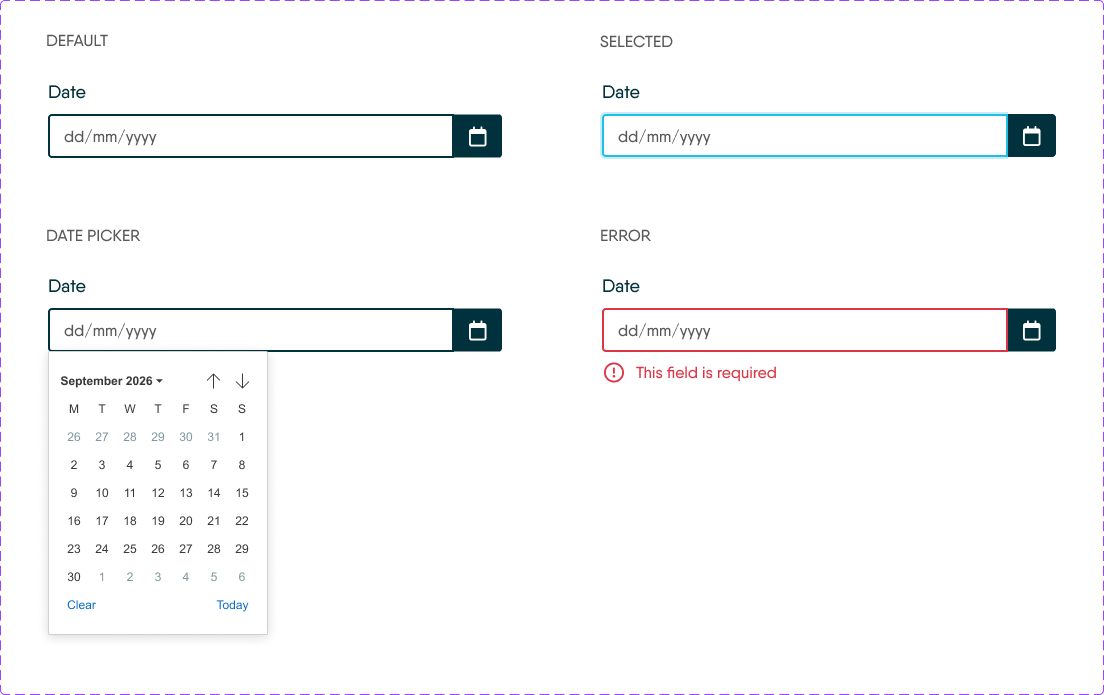 DEFAULT
Date
dd/mm/yyyy
SELECTED
Date
dd/mm/yyyy
DATE PICKER
Date
dd/mm/yyyy
September 2026
M T W T F S S
26 27 28 29 30 31 1
2 3 4 5 6 7 8
9 10 11 12 13 14 15
16 17 18 19 20 21 22
23 24 25 26 27 28 29
30 1 2 3 4 5 6
Clear Today
ERROR
Date
dd/mm/yyyy
This field is required